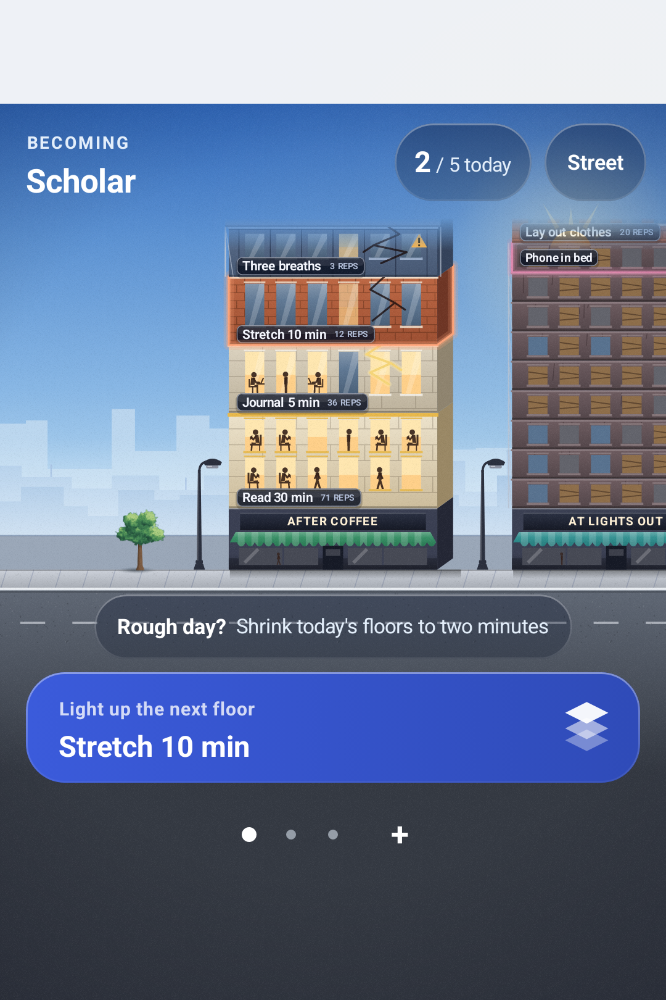 BECOMING
Scholar
2 / 5 today
Street
Three breaths 3 REPS
Stretch 10 min 12 REPS
Journal 5 min 36 REPS
Read 30 min 71 REPS
AFTER COFFEE
Lay out clothes 20 REPS
Phone in bed
AT LIGHTS OUT
Rough day? Shrink today's floors to two minutes
Light up the next floor
Stretch 10 min
+